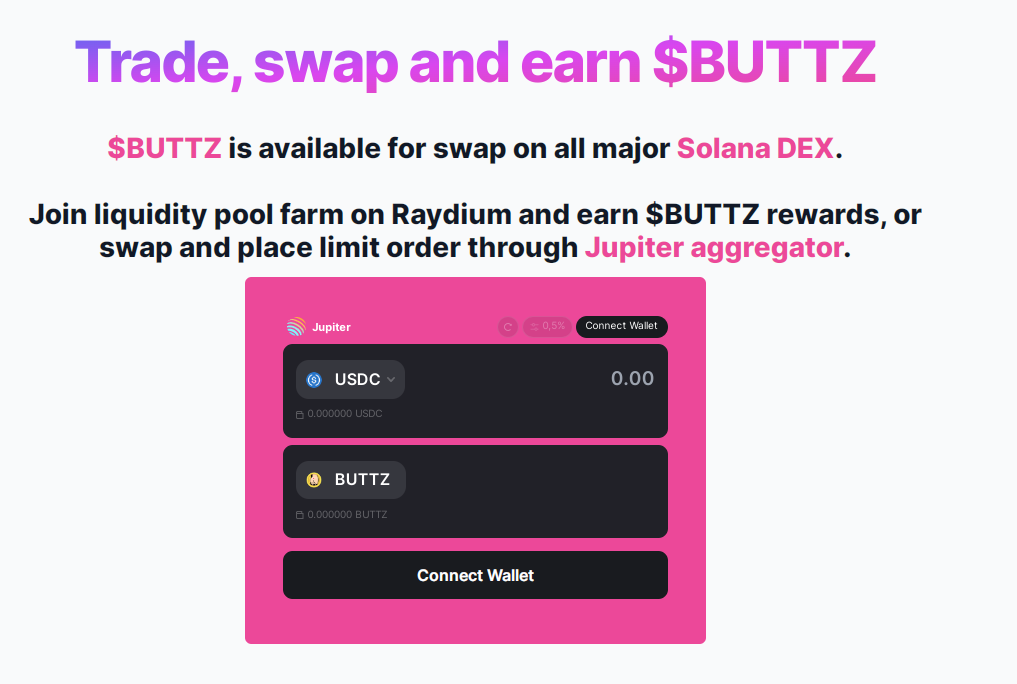 Trade, swap and earn $BUTTZ
$BUTTZ is available for swap on all major Solana DEX.
Join liquidity pool farm on Raydium and earn $BUTTZ rewards, or
swap and place limit order through Jupiter aggregator.
Jupiter 0,5% Connect Wallet
USDC 0.00
0.000000 USDC
BUTTZ
0.000000 BUTTZ
Connect Wallet